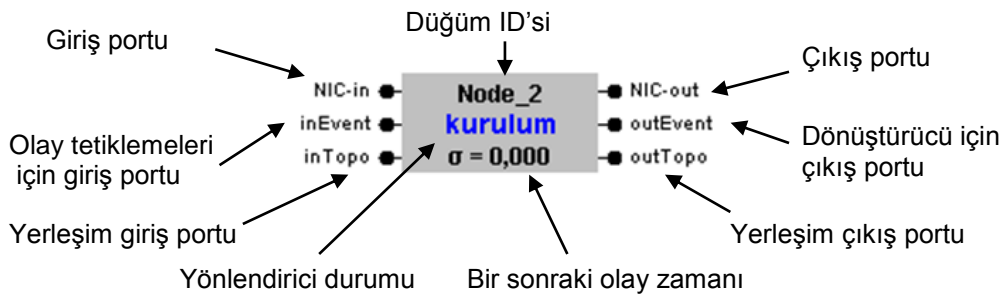 Düğüm ID’si
Giriş portu
Çıkış portu
NIC-in
Node_2
NIC-out
inEvent
kurulum
outEvent
Olay tetiklemeleri
için giriş portu
Dönüştürücü için
çıkış portu
inTopo
σ = 0,000
outTopo
Yerleşim giriş portu
Yerleşim çıkış portu
Yönlendirici durumu
Bir sonraki olay zamanı